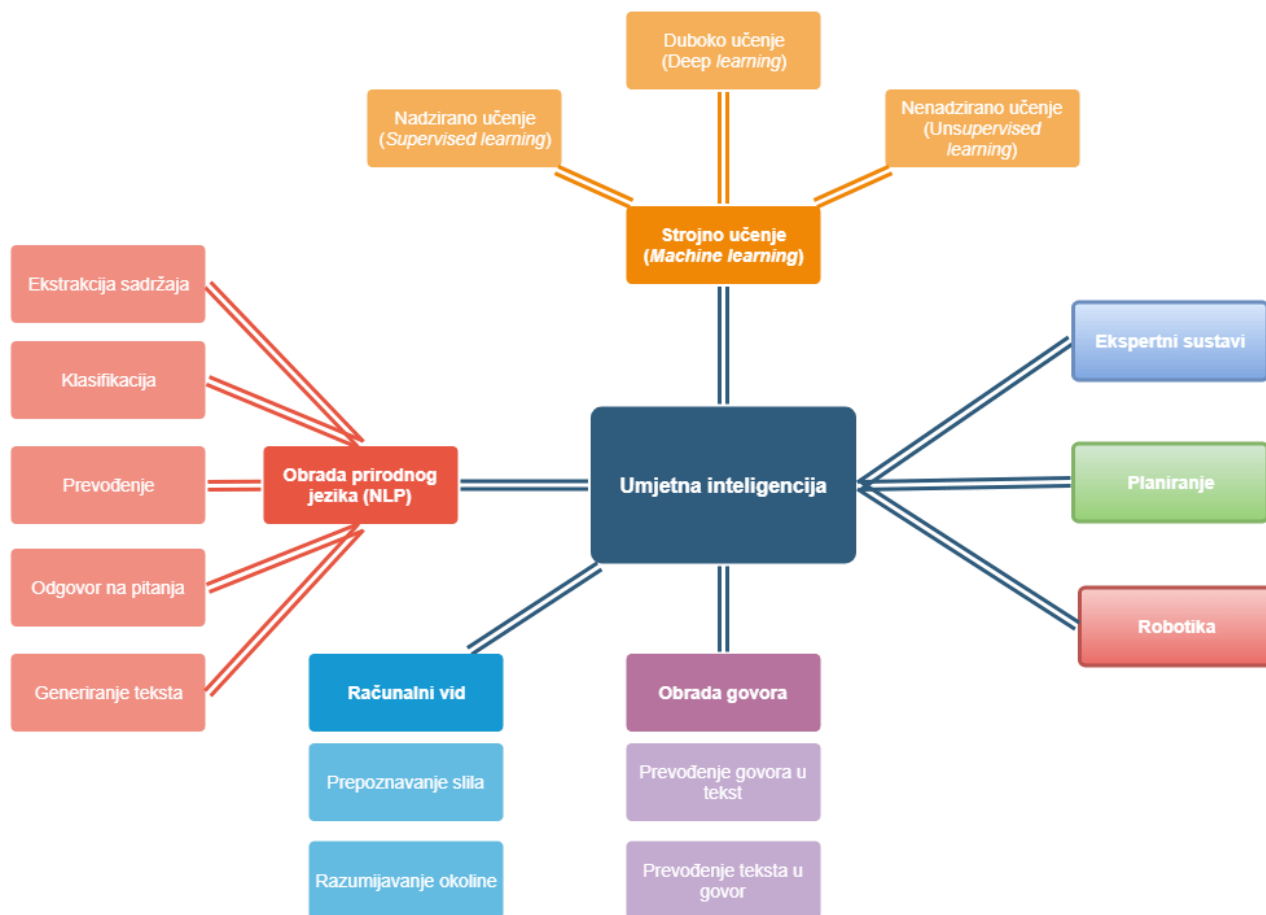 Duboko učenje
(Deep learning)
Nadzirano učenje
(Supervised learning)
Nenadzirano učenje
(Unsupervised
learning)
Strojno učenje
(Machine learning)
Ekstrakcija sadržaja
Klasifikacija
Prevođenje
Odgovor na pitanja
Generiranje teksta
Obrada prirodnog
jezika (NLP)
Umjetna inteligencija
Ekspertni sustavi
Planiranje
Robotika
Računalni vid
Prepoznavanje slila
Razumijavanje okoline
Obrada govora
Prevođenje govora u
tekst
Prevođenje teksta u
govor